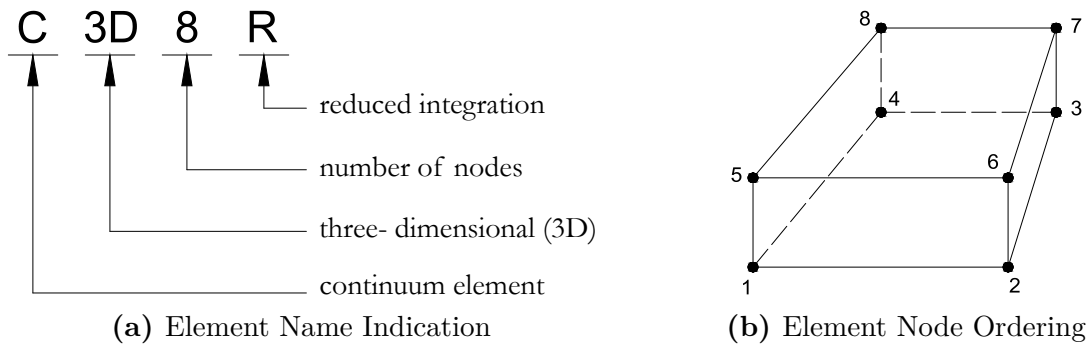 C 3D 8 R
reduced integration
number of nodes
three- dimensional (3D)
continuum element
(a) Element Name Indication
8
7
4
3
5
6
1
2
(b) Element Node Ordering